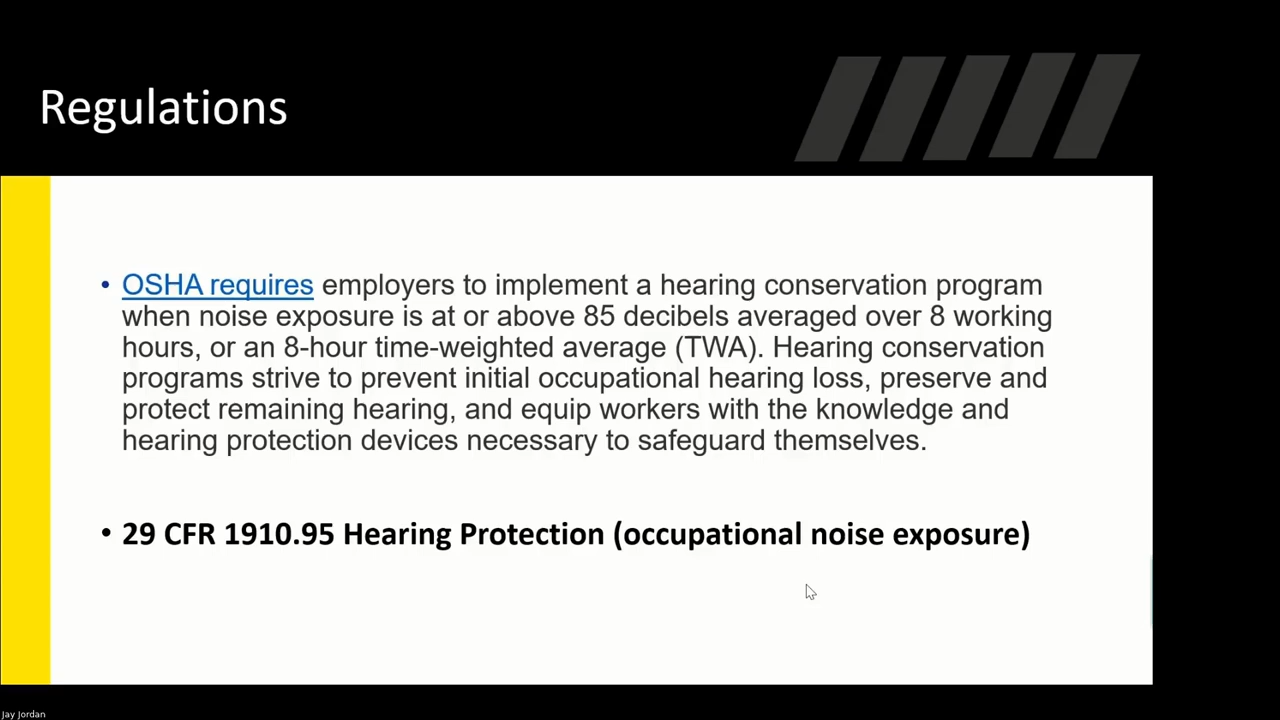 Regulations
• OSHA requires employers to implement a hearing conservation program
when noise exposure is at or above 85 decibels averaged over 8 working
hours, or an 8-hour time-weighted average (TWA). Hearing conservation
programs strive to prevent initial occupational hearing loss, preserve and
protect remaining hearing, and equip workers with the knowledge and
hearing protection devices necessary to safeguard themselves.
• 29 CFR 1910.95 Hearing Protection (occupational noise exposure)
Jay Jordan